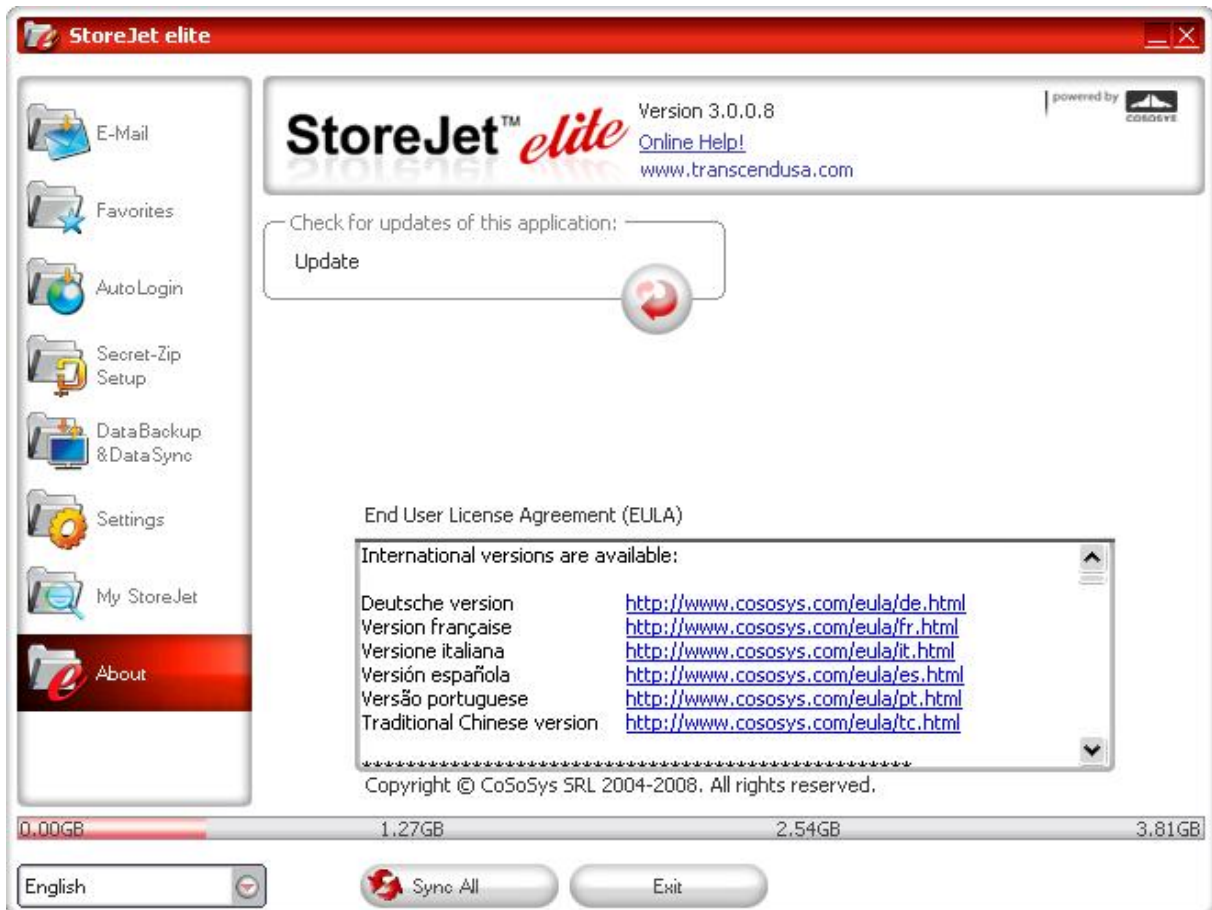 StoreJet elite
E-Mail
Favorites
AutoLogin
Secret-Zip
Setup
DataBackup
&DataSync
Settings
My StoreJet
About
StoreJet™ elite
Version 3.0.0.8
Online Help!
www.transcendusa.com
powered by
COSOSYS
Check for updates of this application:
Update
End User License Agreement (EULA)
International versions are available:
Deutsche version http://www.cososys.com/eula/de.html
Version française http://www.cososys.com/eula/fr.html
Versione italiana http://www.cososys.com/eula/it.html
Versión española http://www.cososys.com/eula/es.html
Versão portuguese http://www.cososys.com/eula/pt.html
Traditional Chinese version http://www.cososys.com/eula/tc.html
*******************************************************
Copyright © CoSoSys SRL 2004-2008. All rights reserved.
0.00GB 1.27GB 2.54GB 3.81GB
English
Sync All
Exit